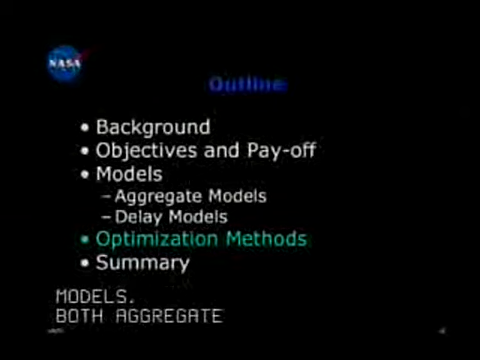 NASA
Outline
• Background
• Objectives and Pay-off
• Models
– Aggregate Models
– Delay Models
• Optimization Methods
• Summary
MODELS.
BOTH AGGREGATE